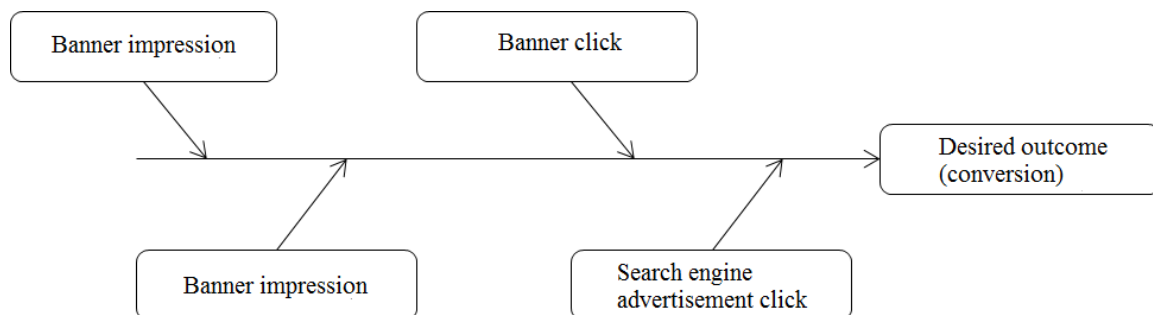 Banner impression
Banner click
Desired outcome
(conversion)
Banner impression
Search engine
advertisement click